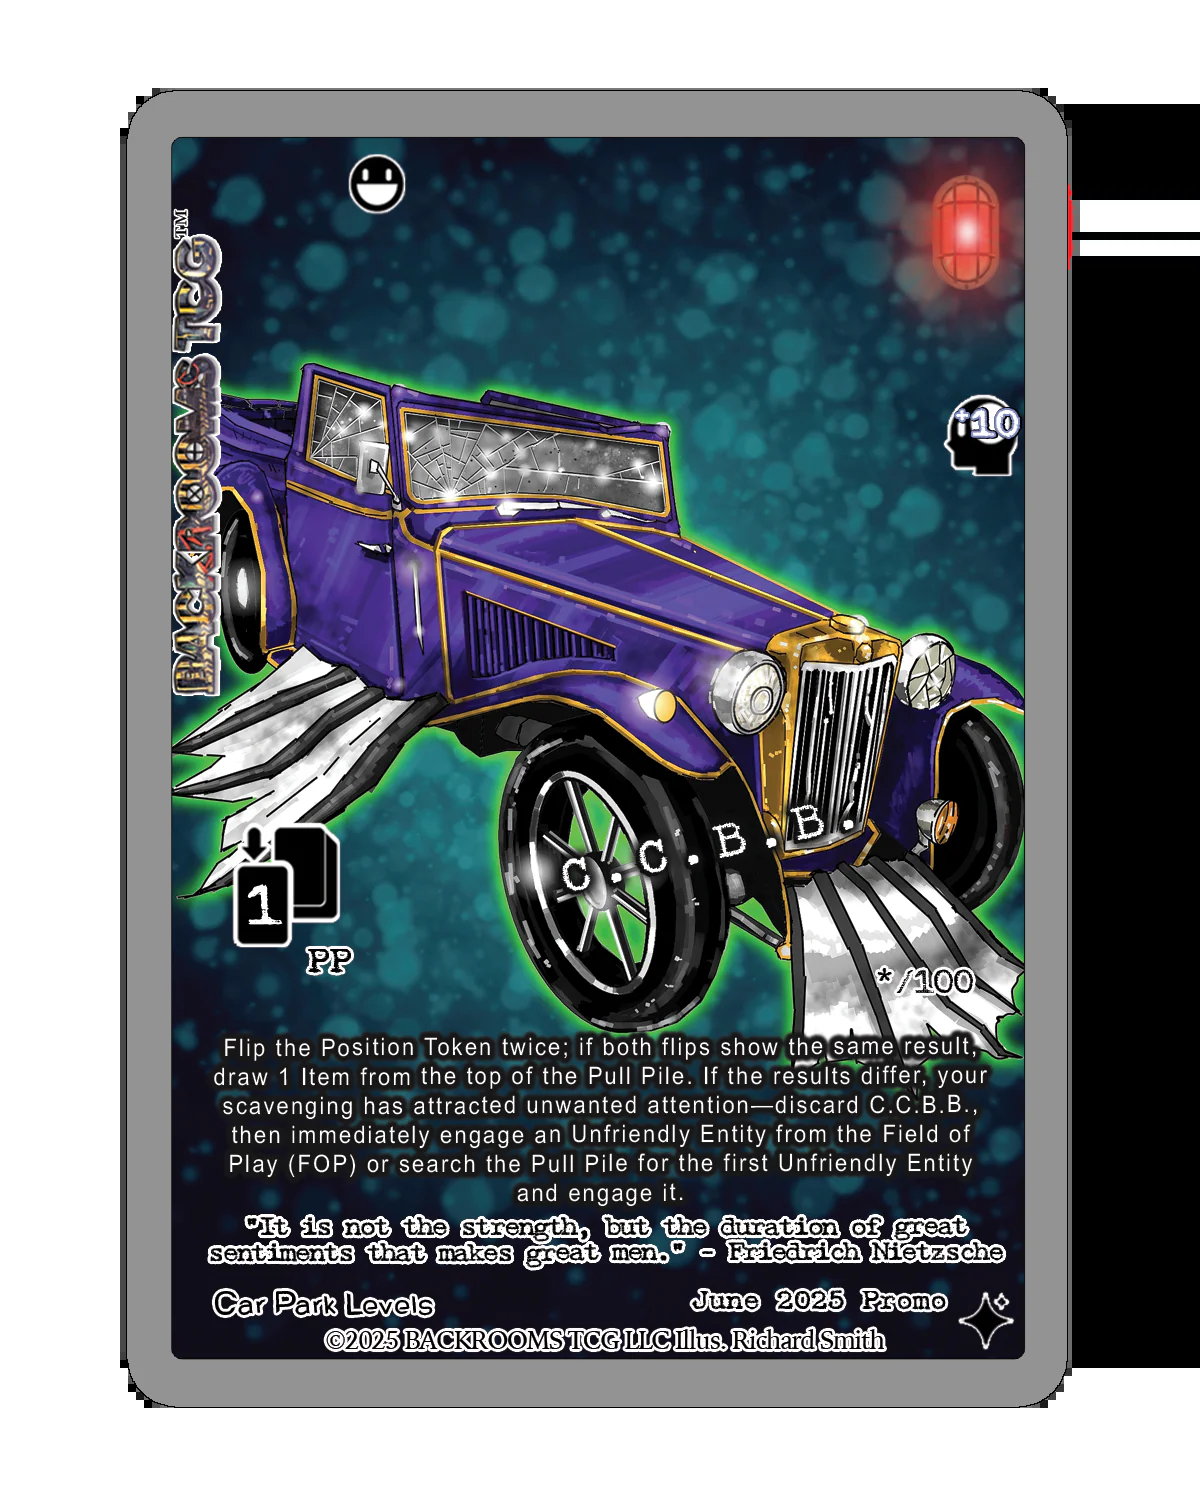 BACKROOMS TCG™
+10
1
PP
C.C.B.B.
*/100
Flip the Position Token twice; if both flips show the same result,
draw 1 Item from the top of the Pull Pile. If the results differ, your
scavenging has attracted unwanted attention—discard C.C.B.B.,
then immediately engage an Unfriendly Entity from the Field of
Play (FOP) or search the Pull Pile for the first Unfriendly Entity
and engage it.
"It is not the strength, but the duration of great
sentiments that makes great men." - Friedrich Nietzsche
Car Park Levels
June 2025 Promo
©2025 BACKROOMS TCG LLC Illus. Richard Smith